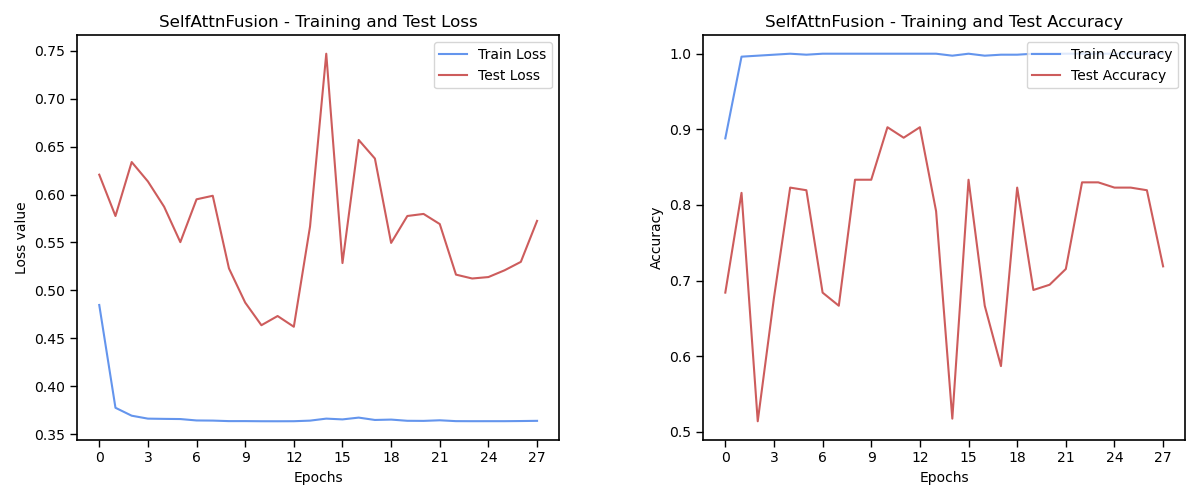 SelfAttnFusion - Training and Test Loss
Train Loss
Test Loss
0.75
0.70
0.65
0.60
0.55
0.50
0.45
0.40
0.35
Loss value
0 3 6 9 12 15 18 21 24 27
Epochs
SelfAttnFusion - Training and Test Accuracy
Train Accuracy
Test Accuracy
1.0
0.9
0.8
0.7
0.6
0.5
Accuracy
0 3 6 9 12 15 18 21 24 27
Epochs